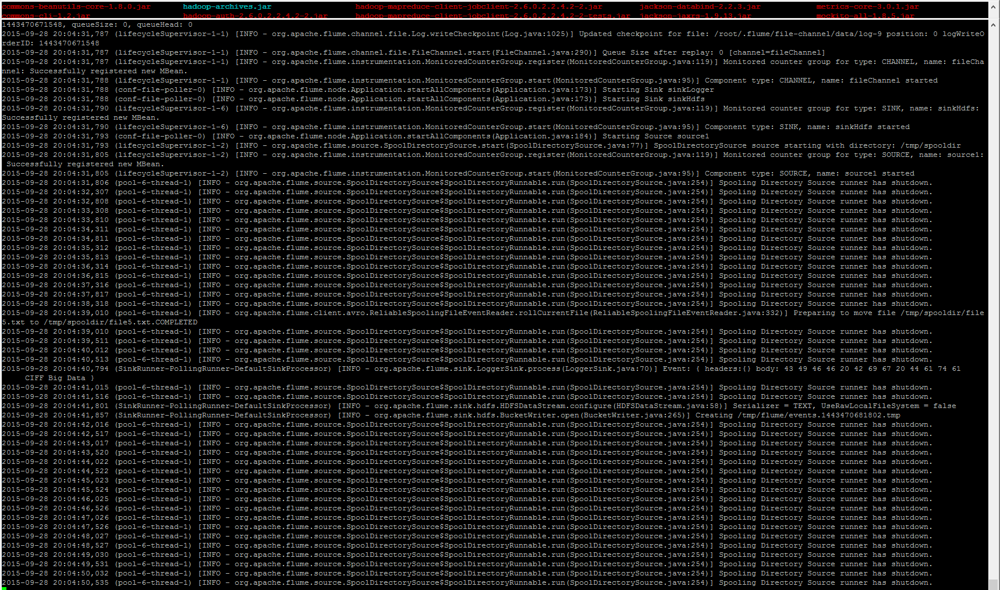 commons-beanutils-core-1.8.0.jar hadoop-archives.jar hadoop-mapreduce-client-jobclient-2.6.0.2.2.4.2-2.jar jackson-databind-2.2.3.jar metrics-core-3.0.1.jar
commons-cli-1.2.jar hadoop-auth-2.6.0.2.2.4.2-2.jar hadoop-mapreduce-client-jobclient-2.6.0.2.2.4.2-2-tests.jar jackson-jaxrs-1.9.13.jar mockito-all-1.8.5.jar
1443470671548, queueSize: 0, queueHead: 0
2015-09-28 20:04:31,787 (lifecycleSupervisor-1-1) [INFO - org.apache.flume.channel.file.Log.writeCheckpoint(Log.java:1025)] Updated checkpoint for file: /root/.flume/file-channel/data/log-9 position: 0 logWriteO
rderID: 1443470671548
2015-09-28 20:04:31,787 (lifecycleSupervisor-1-1) [INFO - org.apache.flume.channel.file.FileChannel.start(FileChannel.java:290)] Queue Size after replay: 0 [channel=fileChannel]
2015-09-28 20:04:31,787 (lifecycleSupervisor-1-1) [INFO - org.apache.flume.instrumentation.MonitoredCounterGroup.register(MonitoredCounterGroup.java:119)] Monitored counter group for type: CHANNEL, name: fileCha
nnel: Successfully registered new MBean.
2015-09-28 20:04:31,788 (lifecycleSupervisor-1-1) [INFO - org.apache.flume.instrumentation.MonitoredCounterGroup.start(MonitoredCounterGroup.java:95)] Component type: CHANNEL, name: fileChannel started
2015-09-28 20:04:31,788 (conf-file-poller-0) [INFO - org.apache.flume.node.Application.startAllComponents(Application.java:173)] Starting Sink sinkLogger
2015-09-28 20:04:31,788 (conf-file-poller-0) [INFO - org.apache.flume.node.Application.startAllComponents(Application.java:173)] Starting Sink sinkHdfs
2015-09-28 20:04:31,790 (lifecycleSupervisor-1-6) [INFO - org.apache.flume.instrumentation.MonitoredCounterGroup.register(MonitoredCounterGroup.java:119)] Monitored counter group for type: SINK, name: sinkHdfs:
Successfully registered new MBean.
2015-09-28 20:04:31,790 (lifecycleSupervisor-1-6) [INFO - org.apache.flume.instrumentation.MonitoredCounterGroup.start(MonitoredCounterGroup.java:95)] Component type: SINK, name: sinkHdfs started
2015-09-28 20:04:31,793 (conf-file-poller-0) [INFO - org.apache.flume.node.Application.startAllComponents(Application.java:184)] Starting Source source1
2015-09-28 20:04:31,793 (lifecycleSupervisor-1-2) [INFO - org.apache.flume.source.SpoolDirectorySource.start(SpoolDirectorySource.java:77)] SpoolDirectorySource source starting with directory: /tmp/spooldir
2015-09-28 20:04:31,805 (lifecycleSupervisor-1-2) [INFO - org.apache.flume.instrumentation.MonitoredCounterGroup.register(MonitoredCounterGroup.java:119)] Monitored counter group for type: SOURCE, name: source1:
Successfully registered new MBean.
2015-09-28 20:04:31,805 (lifecycleSupervisor-1-2) [INFO - org.apache.flume.instrumentation.MonitoredCounterGroup.start(MonitoredCounterGroup.java:95)] Component type: SOURCE, name: source1 started
2015-09-28 20:04:31,806 (pool-6-thread-1) [INFO - org.apache.flume.source.SpoolDirectorySource$SpoolDirectoryRunnable.run(SpoolDirectorySource.java:254)] Spooling Directory Source runner has shutdown.
2015-09-28 20:04:32,307 (pool-6-thread-1) [INFO - org.apache.flume.source.SpoolDirectorySource$SpoolDirectoryRunnable.run(SpoolDirectorySource.java:254)] Spooling Directory Source runner has shutdown.
2015-09-28 20:04:32,808 (pool-6-thread-1) [INFO - org.apache.flume.source.SpoolDirectorySource$SpoolDirectoryRunnable.run(SpoolDirectorySource.java:254)] Spooling Directory Source runner has shutdown.
2015-09-28 20:04:33,308 (pool-6-thread-1) [INFO - org.apache.flume.source.SpoolDirectorySource$SpoolDirectoryRunnable.run(SpoolDirectorySource.java:254)] Spooling Directory Source runner has shutdown.
2015-09-28 20:04:33,810 (pool-6-thread-1) [INFO - org.apache.flume.source.SpoolDirectorySource$SpoolDirectoryRunnable.run(SpoolDirectorySource.java:254)] Spooling Directory Source runner has shutdown.
2015-09-28 20:04:34,311 (pool-6-thread-1) [INFO - org.apache.flume.source.SpoolDirectorySource$SpoolDirectoryRunnable.run(SpoolDirectorySource.java:254)] Spooling Directory Source runner has shutdown.
2015-09-28 20:04:34,811 (pool-6-thread-1) [INFO - org.apache.flume.source.SpoolDirectorySource$SpoolDirectoryRunnable.run(SpoolDirectorySource.java:254)] Spooling Directory Source runner has shutdown.
2015-09-28 20:04:35,312 (pool-6-thread-1) [INFO - org.apache.flume.source.SpoolDirectorySource$SpoolDirectoryRunnable.run(SpoolDirectorySource.java:254)] Spooling Directory Source runner has shutdown.
2015-09-28 20:04:35,813 (pool-6-thread-1) [INFO - org.apache.flume.source.SpoolDirectorySource$SpoolDirectoryRunnable.run(SpoolDirectorySource.java:254)] Spooling Directory Source runner has shutdown.
2015-09-28 20:04:36,314 (pool-6-thread-1) [INFO - org.apache.flume.source.SpoolDirectorySource$SpoolDirectoryRunnable.run(SpoolDirectorySource.java:254)] Spooling Directory Source runner has shutdown.
2015-09-28 20:04:36,815 (pool-6-thread-1) [INFO - org.apache.flume.source.SpoolDirectorySource$SpoolDirectoryRunnable.run(SpoolDirectorySource.java:254)] Spooling Directory Source runner has shutdown.
2015-09-28 20:04:37,316 (pool-6-thread-1) [INFO - org.apache.flume.source.SpoolDirectorySource$SpoolDirectoryRunnable.run(SpoolDirectorySource.java:254)] Spooling Directory Source runner has shutdown.
2015-09-28 20:04:37,817 (pool-6-thread-1) [INFO - org.apache.flume.source.SpoolDirectorySource$SpoolDirectoryRunnable.run(SpoolDirectorySource.java:254)] Spooling Directory Source runner has shutdown.
2015-09-28 20:04:38,318 (pool-6-thread-1) [INFO - org.apache.flume.source.SpoolDirectorySource$SpoolDirectoryRunnable.run(SpoolDirectorySource.java:254)] Spooling Directory Source runner has shutdown.
2015-09-28 20:04:39,010 (pool-6-thread-1) [INFO - org.apache.flume.client.avro.ReliableSpoolingFileEventReader.rollCurrentFile(ReliableSpoolingFileEventReader.java:332)] Preparing to move file /tmp/spooldir/file
5.txt to /tmp/spooldir/file5.txt.COMPLETED
2015-09-28 20:04:39,010 (pool-6-thread-1) [INFO - org.apache.flume.source.SpoolDirectorySource$SpoolDirectoryRunnable.run(SpoolDirectorySource.java:254)] Spooling Directory Source runner has shutdown.
2015-09-28 20:04:39,511 (pool-6-thread-1) [INFO - org.apache.flume.source.SpoolDirectorySource$SpoolDirectoryRunnable.run(SpoolDirectorySource.java:254)] Spooling Directory Source runner has shutdown.
2015-09-28 20:04:40,012 (pool-6-thread-1) [INFO - org.apache.flume.source.SpoolDirectorySource$SpoolDirectoryRunnable.run(SpoolDirectorySource.java:254)] Spooling Directory Source runner has shutdown.
2015-09-28 20:04:40,513 (pool-6-thread-1) [INFO - org.apache.flume.source.SpoolDirectorySource$SpoolDirectoryRunnable.run(SpoolDirectorySource.java:254)] Spooling Directory Source runner has shutdown.
2015-09-28 20:04:40,794 (SinkRunner-PollingRunner-DefaultSinkProcessor) [INFO - org.apache.flume.sink.LoggerSink.process(LoggerSink.java:70)] Event: { headers:{} body: 43 49 46 46 20 42 69 67 20 44 61 74 61
CIFF Big Data }
2015-09-28 20:04:41,015 (pool-6-thread-1) [INFO - org.apache.flume.source.SpoolDirectorySource$SpoolDirectoryRunnable.run(SpoolDirectorySource.java:254)] Spooling Directory Source runner has shutdown.
2015-09-28 20:04:41,516 (pool-6-thread-1) [INFO - org.apache.flume.source.SpoolDirectorySource$SpoolDirectoryRunnable.run(SpoolDirectorySource.java:254)] Spooling Directory Source runner has shutdown.
2015-09-28 20:04:41,801 (SinkRunner-PollingRunner-DefaultSinkProcessor) [INFO - org.apache.flume.sink.hdfs.HDFSDataStream.configure(HDFSDataStream.java:58)] Serializer = TEXT, UseRawLocalFileSystem = false
2015-09-28 20:04:41,857 (SinkRunner-PollingRunner-DefaultSinkProcessor) [INFO - org.apache.flume.sink.hdfs.BucketWriter.open(BucketWriter.java:265)] Creating /tmp/flume/events.1443470681802.tmp
2015-09-28 20:04:42,016 (pool-6-thread-1) [INFO - org.apache.flume.source.SpoolDirectorySource$SpoolDirectoryRunnable.run(SpoolDirectorySource.java:254)] Spooling Directory Source runner has shutdown.
2015-09-28 20:04:42,517 (pool-6-thread-1) [INFO - org.apache.flume.source.SpoolDirectorySource$SpoolDirectoryRunnable.run(SpoolDirectorySource.java:254)] Spooling Directory Source runner has shutdown.
2015-09-28 20:04:43,017 (pool-6-thread-1) [INFO - org.apache.flume.source.SpoolDirectorySource$SpoolDirectoryRunnable.run(SpoolDirectorySource.java:254)] Spooling Directory Source runner has shutdown.
2015-09-28 20:04:43,520 (pool-6-thread-1) [INFO - org.apache.flume.source.SpoolDirectorySource$SpoolDirectoryRunnable.run(SpoolDirectorySource.java:254)] Spooling Directory Source runner has shutdown.
2015-09-28 20:04:44,022 (pool-6-thread-1) [INFO - org.apache.flume.source.SpoolDirectorySource$SpoolDirectoryRunnable.run(SpoolDirectorySource.java:254)] Spooling Directory Source runner has shutdown.
2015-09-28 20:04:44,522 (pool-6-thread-1) [INFO - org.apache.flume.source.SpoolDirectorySource$SpoolDirectoryRunnable.run(SpoolDirectorySource.java:254)] Spooling Directory Source runner has shutdown.
2015-09-28 20:04:45,023 (pool-6-thread-1) [INFO - org.apache.flume.source.SpoolDirectorySource$SpoolDirectoryRunnable.run(SpoolDirectorySource.java:254)] Spooling Directory Source runner has shutdown.
2015-09-28 20:04:45,524 (pool-6-thread-1) [INFO - org.apache.flume.source.SpoolDirectorySource$SpoolDirectoryRunnable.run(SpoolDirectorySource.java:254)] Spooling Directory Source runner has shutdown.
2015-09-28 20:04:46,025 (pool-6-thread-1) [INFO - org.apache.flume.source.SpoolDirectorySource$SpoolDirectoryRunnable.run(SpoolDirectorySource.java:254)] Spooling Directory Source runner has shutdown.
2015-09-28 20:04:46,526 (pool-6-thread-1) [INFO - org.apache.flume.source.SpoolDirectorySource$SpoolDirectoryRunnable.run(SpoolDirectorySource.java:254)] Spooling Directory Source runner has shutdown.
2015-09-28 20:04:47,026 (pool-6-thread-1) [INFO - org.apache.flume.source.SpoolDirectorySource$SpoolDirectoryRunnable.run(SpoolDirectorySource.java:254)] Spooling Directory Source runner has shutdown.
2015-09-28 20:04:47,526 (pool-6-thread-1) [INFO - org.apache.flume.source.SpoolDirectorySource$SpoolDirectoryRunnable.run(SpoolDirectorySource.java:254)] Spooling Directory Source runner has shutdown.
2015-09-28 20:04:48,027 (pool-6-thread-1) [INFO - org.apache.flume.source.SpoolDirectorySource$SpoolDirectoryRunnable.run(SpoolDirectorySource.java:254)] Spooling Directory Source runner has shutdown.
2015-09-28 20:04:48,527 (pool-6-thread-1) [INFO - org.apache.flume.source.SpoolDirectorySource$SpoolDirectoryRunnable.run(SpoolDirectorySource.java:254)] Spooling Directory Source runner has shutdown.
2015-09-28 20:04:49,030 (pool-6-thread-1) [INFO - org.apache.flume.source.SpoolDirectorySource$SpoolDirectoryRunnable.run(SpoolDirectorySource.java:254)] Spooling Directory Source runner has shutdown.
2015-09-28 20:04:49,531 (pool-6-thread-1) [INFO - org.apache.flume.source.SpoolDirectorySource$SpoolDirectoryRunnable.run(SpoolDirectorySource.java:254)] Spooling Directory Source runner has shutdown.
2015-09-28 20:04:50,032 (pool-6-thread-1) [INFO - org.apache.flume.source.SpoolDirectorySource$SpoolDirectoryRunnable.run(SpoolDirectorySource.java:254)] Spooling Directory Source runner has shutdown.
2015-09-28 20:04:50,535 (pool-6-thread-1) [INFO - org.apache.flume.source.SpoolDirectorySource$SpoolDirectoryRunnable.run(SpoolDirectorySource.java:254)] Spooling Directory Source runner has shutdown.